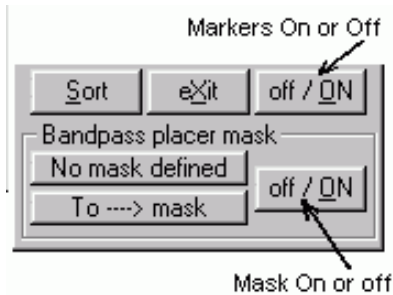 Markers On or Off
Sort eXit off / ON
Bandpass placer mask
No mask defined
off / ON
To ----> mask
Mask On or off